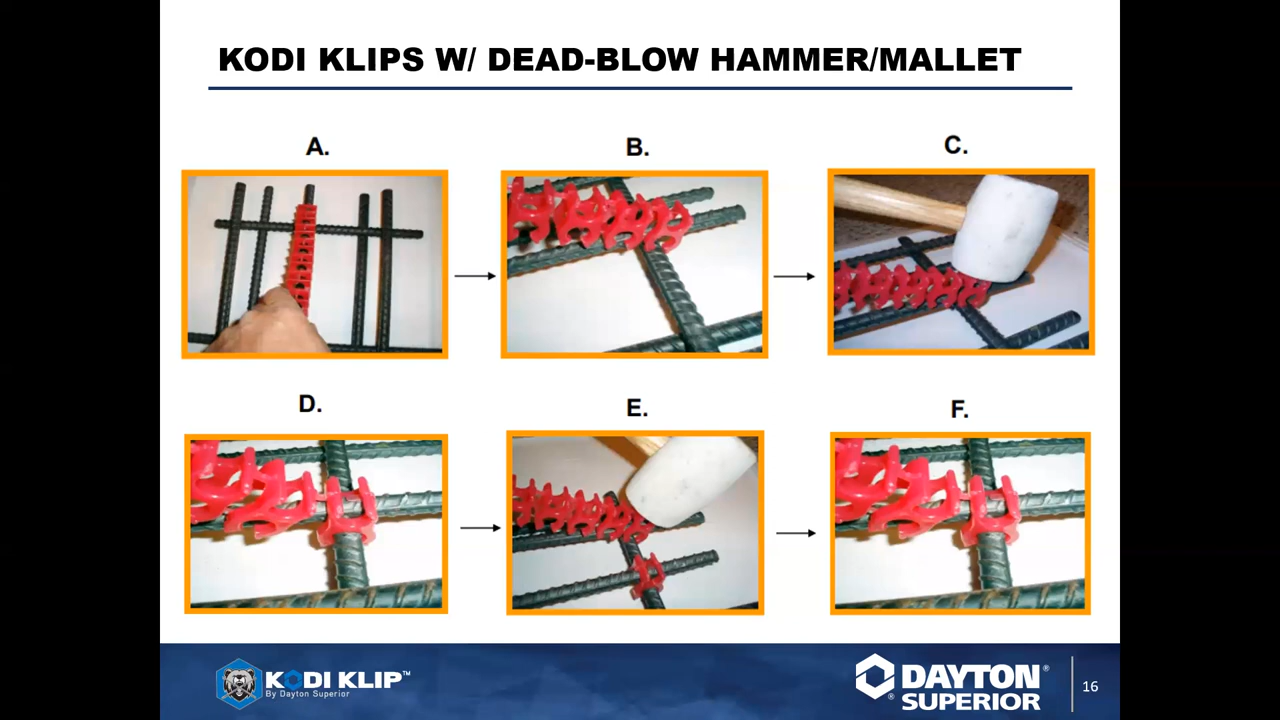 KODI KLIPS W/ DEAD-BLOW HAMMER/MALLET
A.
B.
C.
D.
E.
F.
KODI KLIP™
By Dayton Superior
DAYTON®
®SUPERIOR
16